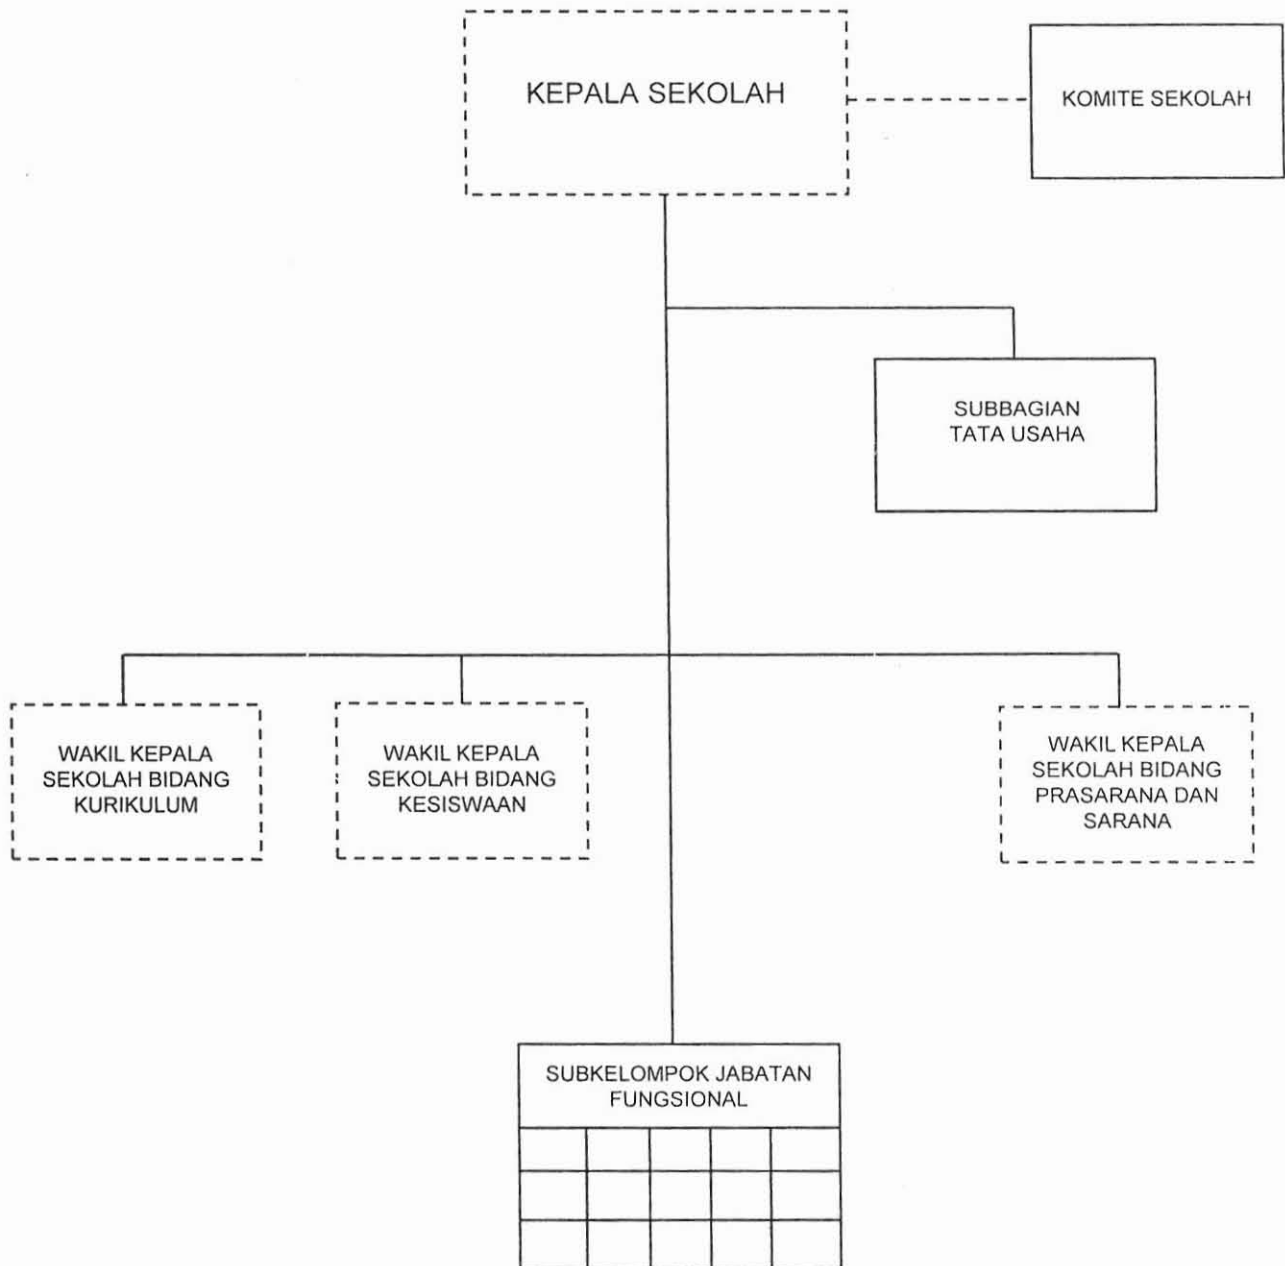 KEPALA SEKOLAH
KOMITE SEKOLAH
SUBBAGIAN
TATA USAHA
WAKIL KEPALA
SEKOLAH BIDANG
KURIKULUM
WAKIL KEPALA
SEKOLAH BIDANG
KESISWAAN
WAKIL KEPALA
SEKOLAH BIDANG
PRASARANA DAN
SARANA
SUBKELOMPOK JABATAN
FUNGSIONAL